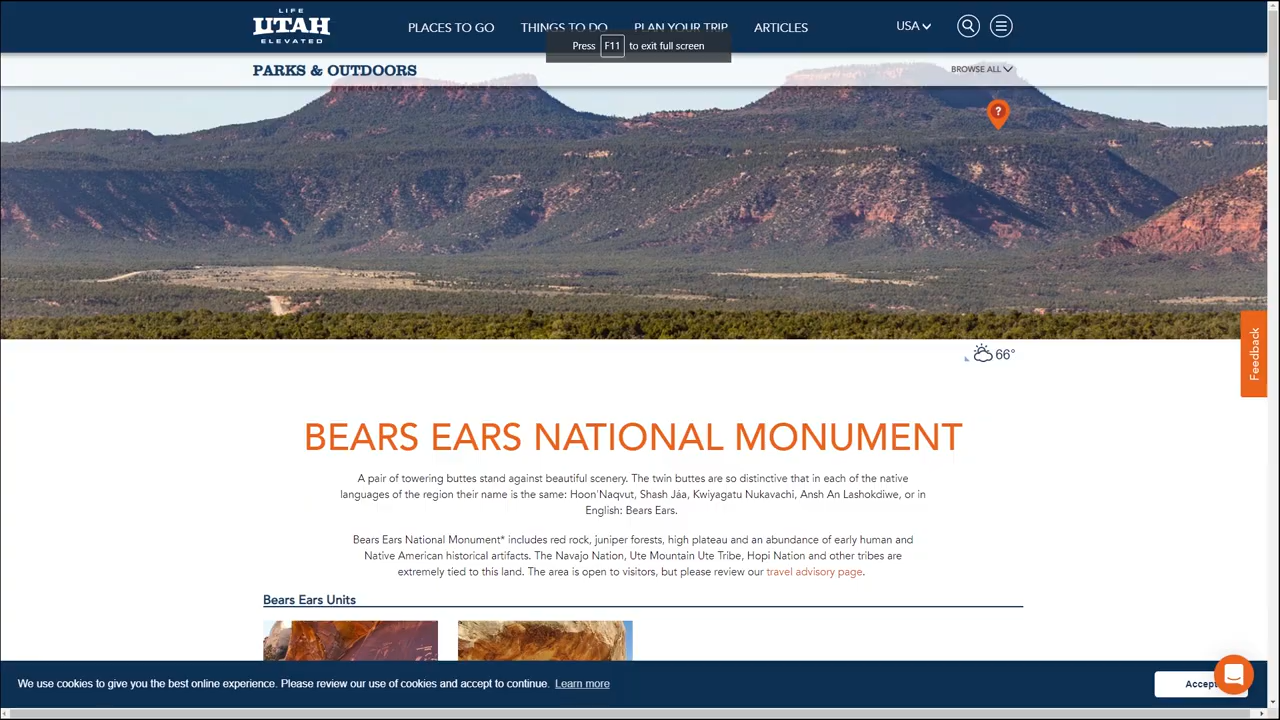 LIFE
UTAH
ELEVATED
PLACES TO GO
THINGS TO DO
PLAN YOUR TRIP
ARTICLES
USA
Press F11 to exit full screen
PARKS & OUTDOORS
BROWSE ALL
?
66°
Feedback
BEARS EARS NATIONAL MONUMENT
A pair of towering buttes stand against beautiful scenery. The twin buttes are so distinctive that in each of the native
languages of the region their name is the same: Hoon'Naqvut, Shash Jáa, Kwiyagatu Nukavachi, Ansh An Lashokdiwe, or in
English: Bears Ears.
Bears Ears National Monument* includes red rock, juniper forests, high plateau and an abundance of early human and
Native American historical artifacts. The Navajo Nation, Ute Mountain Ute Tribe, Hopi Nation and other tribes are
extremely tied to this land. The area is open to visitors, but please review our travel advisory page.
Bears Ears Units
We use cookies to give you the best online experience. Please review our use of cookies and accept to continue. Learn more
Accept